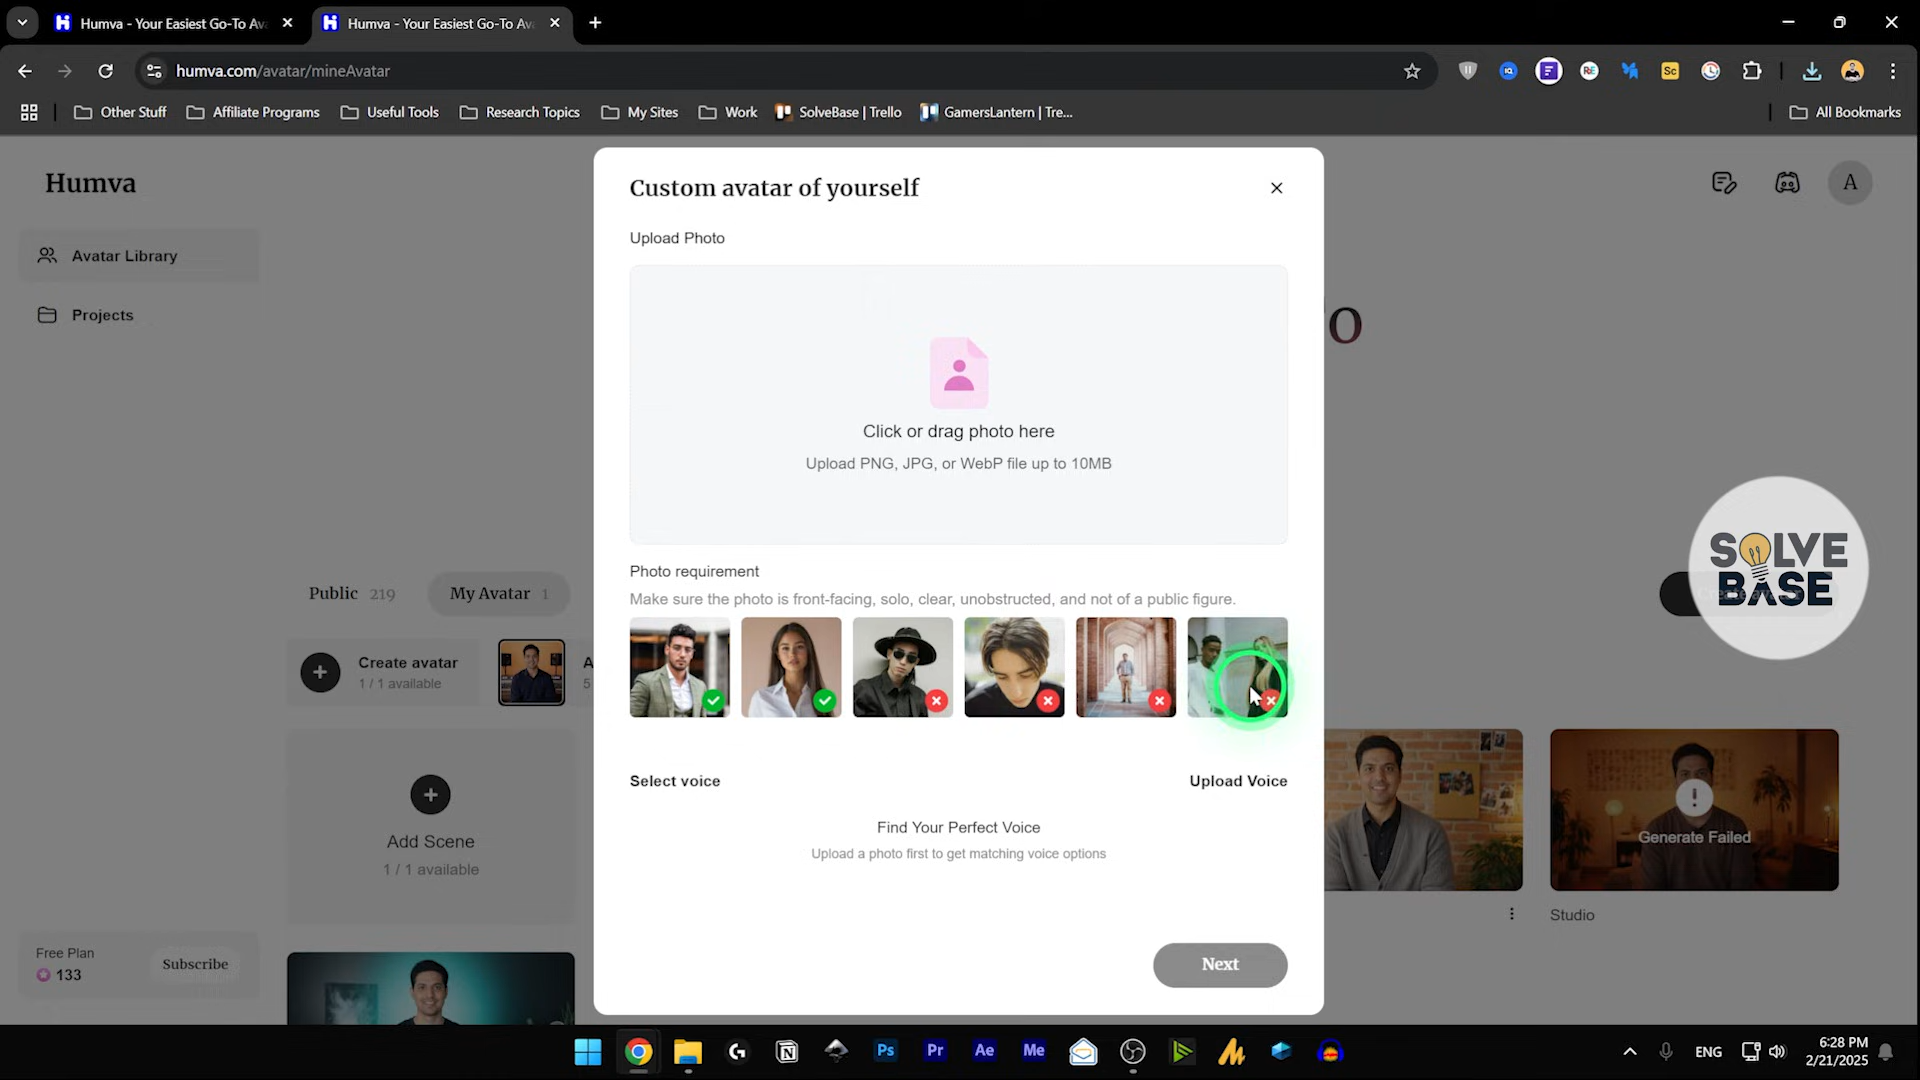 Humva - Your Easiest Go-To Av
Humva - Your Easiest Go-To Av
humva.com/avatar/mineAvatar
Other Stuff
Affiliate Programs
Useful Tools
Research Topics
My Sites
Work
SolveBase | Trello
GamersLantern | Tre...
All Bookmarks
Humva
Avatar Library
Projects
A
Custom avatar of yourself
Upload Photo
Click or drag photo here
Upload PNG, JPG, or WebP file up to 10MB
Photo requirement
Make sure the photo is front-facing, solo, clear, unobstructed, and not of a public figure.
Select voice
Upload Voice
Find Your Perfect Voice
Upload a photo first to get matching voice options
Next
Public 219
My Avatar 1
Create avatar
1 / 1 available
A
5
Add Scene
1 / 1 available
Generate Failed
Studio
SOLVE
BASE
Free Plan
133
Subscribe
Ps
Pr
Ae
Me
ENG
6:28 PM
2/21/2025